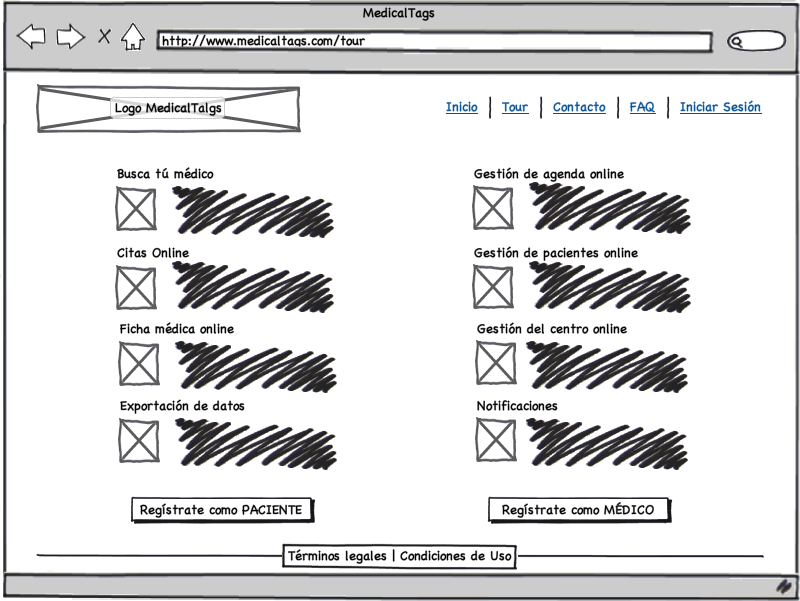 MedicalTags
http://www.medicaltags.com/tour
Logo MedicalTalgs
Inicio | Tour | Contacto | FAQ | Iniciar Sesión
Busca tú médico
Citas Online
Ficha médica online
Exportación de datos
Regístrate como PACIENTE
Gestión de agenda online
Gestión de pacientes online
Gestión del centro online
Notificaciones
Regístrate como MÉDICO
Términos legales | Condiciones de Uso